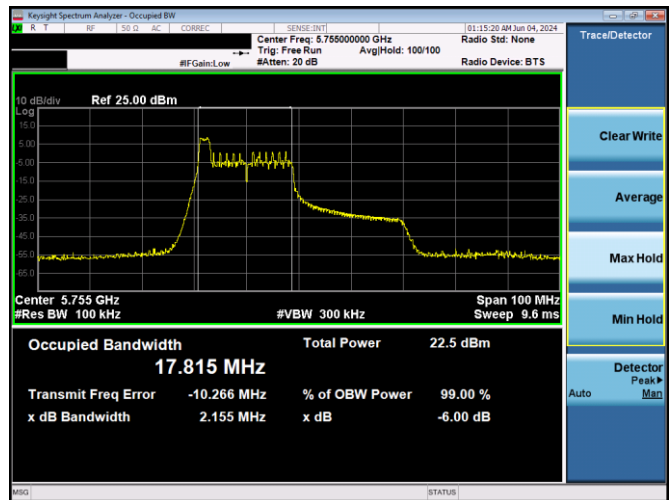 Keysight Spectrum Analyzer - Occupied BW
R T RF 50 Ω AC CORREC SENSE:INT 01:15:20 AM Jun 04, 2024
Center Freq: 5.755000000 GHz Radio Std: None
Trig: Free Run Avg|Hold: 100/100
#IFGain:Low #Atten: 20 dB Radio Device: BTS
Trace/Detector
10 dB/div Ref 25.00 dBm
Log
15.0
5.00
-5.00
-15.0
-25.0
-35.0
-45.0
-55.0
-65.0
Center 5.755 GHz Span 100 MHz
#Res BW 100 kHz #VBW 300 kHz Sweep 9.6 ms
Occupied Bandwidth Total Power 22.5 dBm
17.815 MHz
Transmit Freq Error -10.266 MHz % of OBW Power 99.00 %
x dB Bandwidth 2.155 MHz x dB -6.00 dB
Clear Write
Average
Max Hold
Min Hold
Detector
Peak▶
Auto Man
MSG STATUS